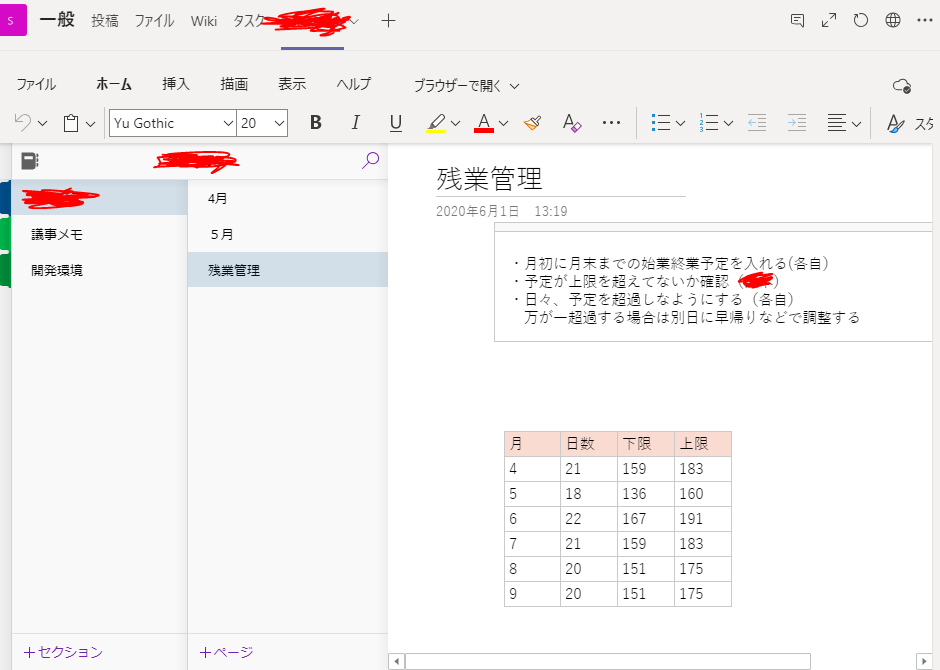 S 一般 投稿 ファイル Wiki タスク
ファイル ホーム 挿入 描画 表示 ヘルプ ブラウザーで開く
Yu Gothic 20 B I U A A スタ
議事メモ
開発環境
+セクション
4月
５月
残業管理
+ページ
残業管理
2020年6月1日 13:19
・月初に月末までの始業終業予定を入れる(各自)
・予定が上限を超えてないか確認（ ）
・日々、予定を超過しなようにする（各自）
万が一超過する場合は別日に早帰りなどで調整する
月 日数 下限 上限
4 21 159 183
5 18 136 160
6 22 167 191
7 21 159 183
8 20 151 175
9 20 151 175